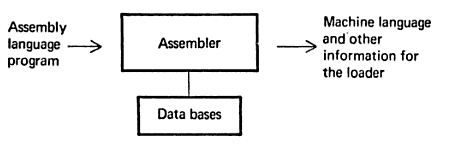 Assembly
language
program
Assembler
Machine language
and other
information for
the loader
Data bases